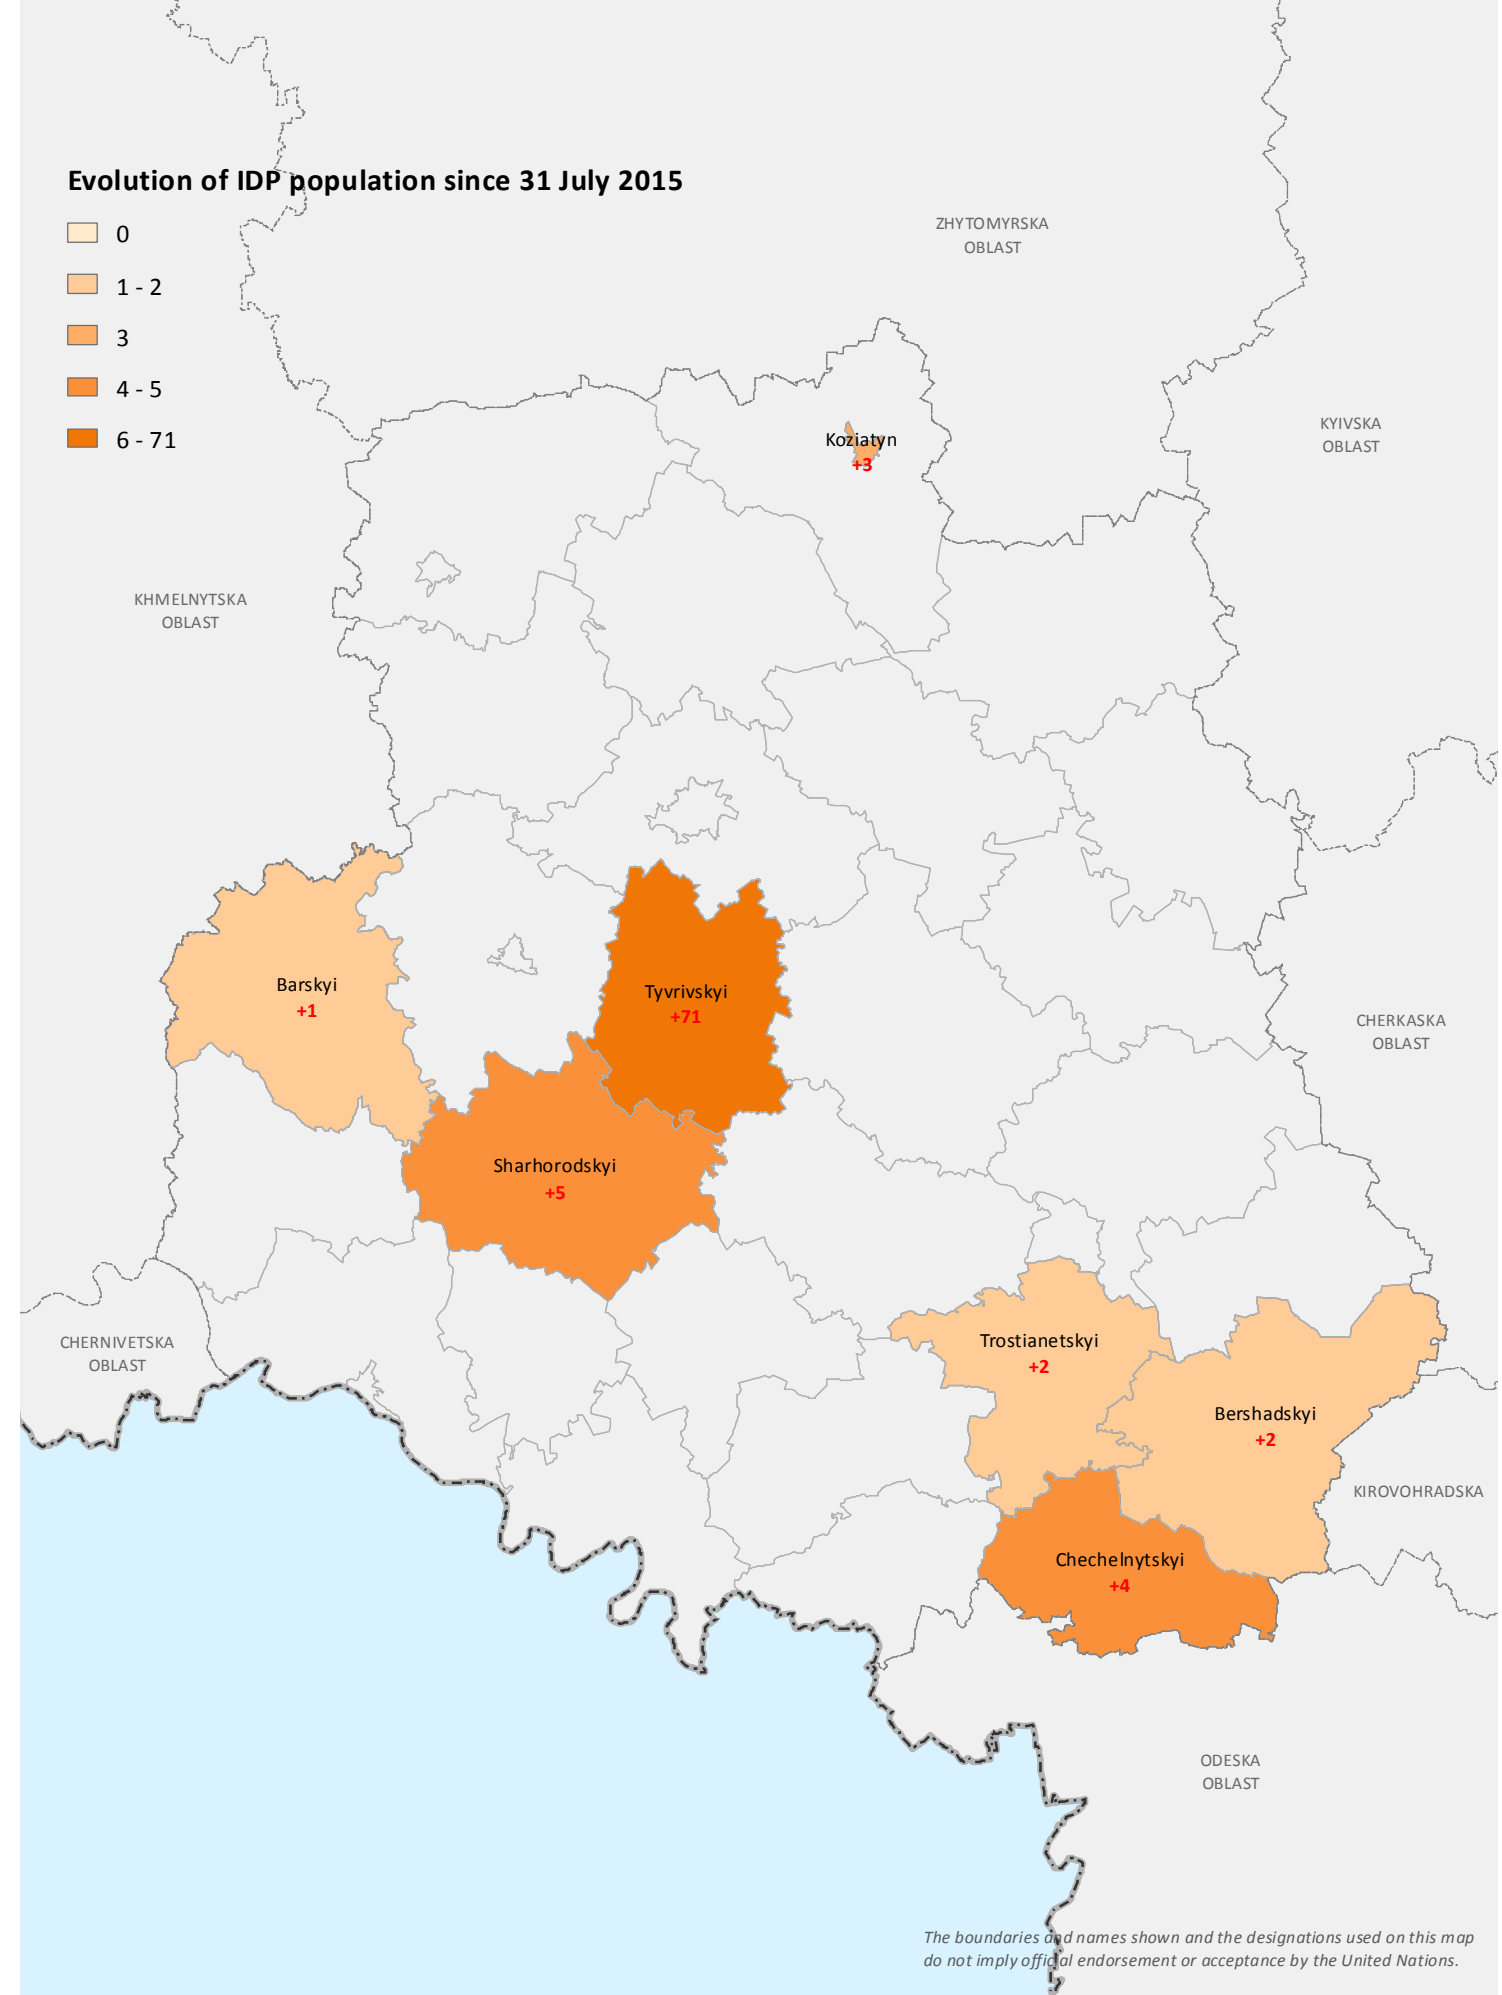 Evolution of IDP population since 31 July 2015
0
1 - 2
3
4 - 5
6 - 71
ZHYTOMYRSKA
OBLAST
KYIVSKA
OBLAST
Koziatyn
+3
KHMELNYTSKA
OBLAST
Barskyi
+1
Tyvrivskyi
+71
CHERKASKA
OBLAST
Sharhorodskyi
+5
CHERNIVETSKA
OBLAST
Trostianetskyi
+2
Bershadskyi
+2
KIROVOHRADSKA
Chechelnytskyi
+4
ODESKA
OBLAST
The boundaries and names shown and the designations used on this map
do not imply official endorsement or acceptance by the United Nations.